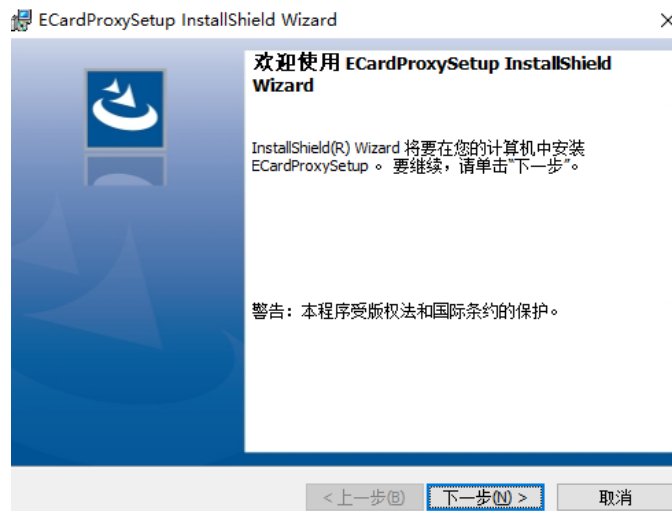 ECardProxySetup InstallShield Wizard
欢迎使用 ECardProxySetup InstallShield
Wizard
InstallShield(R) Wizard 将要在您的计算机中安装
ECardProxySetup 。 要继续，请单击“下一步”。
警告：本程序受版权法和国际条约的保护。
< 上一步(B)
下一步(N) >
取消